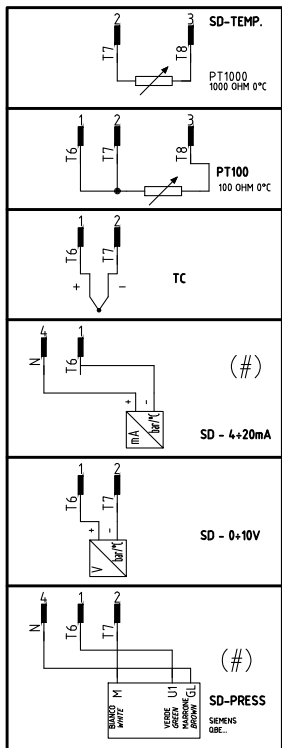 2 3 SD-TEMP.
T7 T8
PT1000
1000 OHM 0°C
1 2 3
T6 T7 T8
PT100
100 OHM 0°C
1 2
T6 T7
+ -
TC
4 1
N T6
(#)
+ -
mA bar/°C
SD - 4÷20mA
1 2
T6 T7
+ -
V bar/°C
SD - 0÷10V
4 1 2
N T6 T7
(#)
M U1 GL
BIANCO VERDE MARRONE
WHITE GREEN BROWN
SD-PRESS
SIEMENS
QBE...